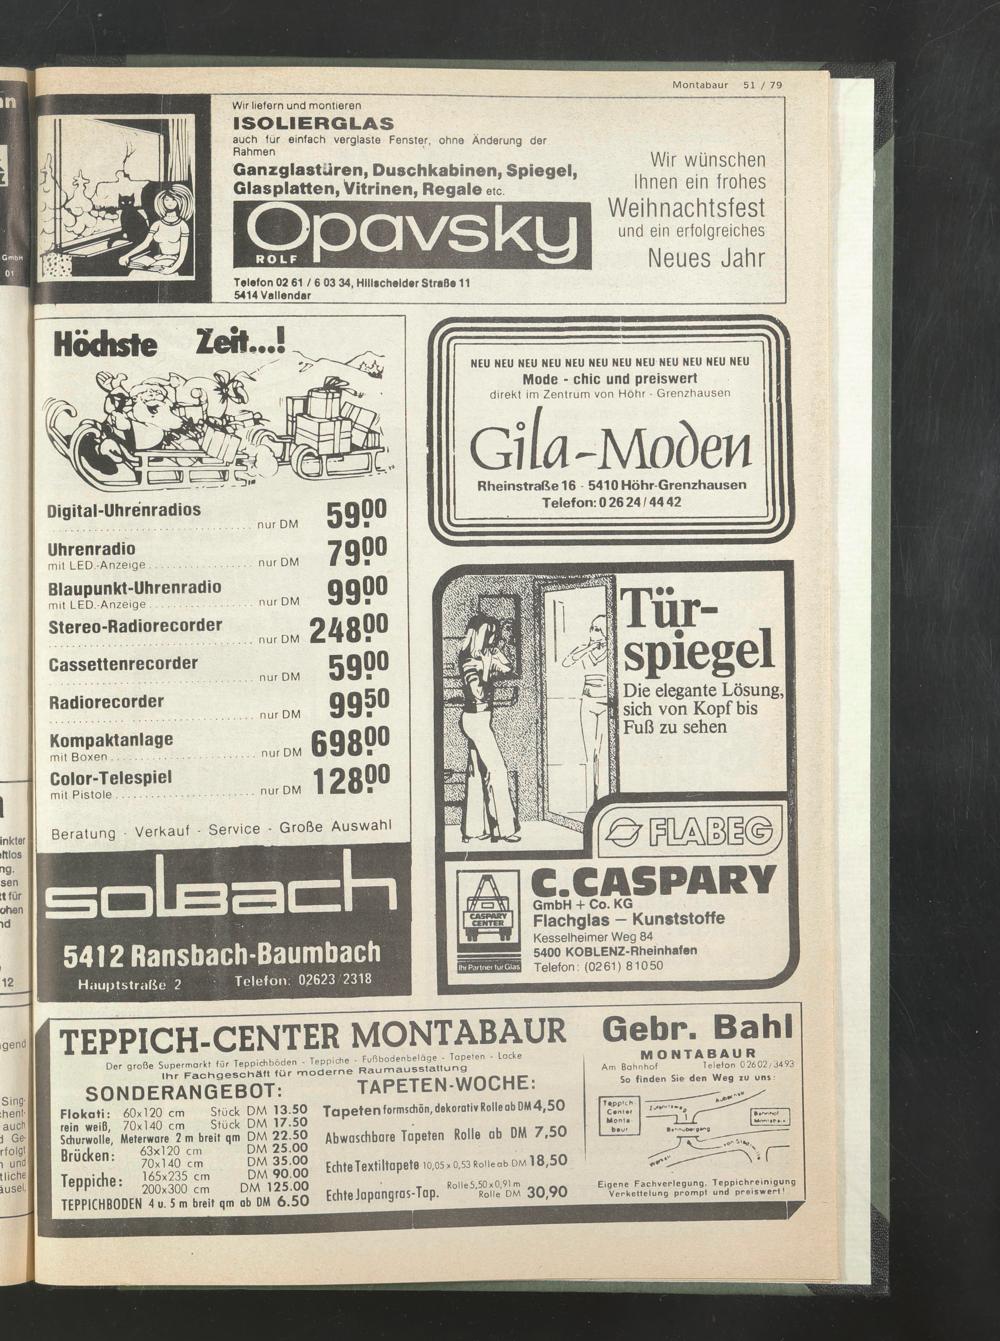 Montabaur 51 / 79
Wir liefern und montieren
ISOLIERGLAS
auch für einfach verglaste Fenster, ohne Änderung der
Rahmen
Ganzglastüren, Duschkabinen, Spiegel,
Glasplatten, Vitrinen, Regale etc.
Opavsky
ROLF
Telefon 02 61 / 6 03 34, Hillscheider Straße 11
5414 Vallendar
Wir wünschen
Ihnen ein frohes
Weihnachtsfest
und ein erfolgreiches
Neues Jahr
Höchste Zeit...!
Digital-Uhrenradios
nur DM 59.00
Uhrenradio
mit LED.-Anzeige nur DM 79.00
Blaupunkt-Uhrenradio
mit LED.-Anzeige nur DM 99.00
Stereo-Radiorecorder
nur DM 248.00
Cassettenrecorder
nur DM 59.00
Radiorecorder
nur DM 99.50
Kompaktanlage
mit Boxen nur DM 698.00
Color-Telespiel
mit Pistole nur DM 128.00
Beratung - Verkauf - Service - Große Auswahl
solbach
5412 Ransbach-Baumbach
Hauptstraße 2 Telefon: 02623/2318
NEU NEU NEU NEU NEU NEU NEU NEU NEU NEU NEU NEU
Mode - chic und preiswert
direkt im Zentrum von Höhr - Grenzhausen
Gila-Moden
Rheinstraße 16 - 5410 Höhr-Grenzhausen
Telefon: 0 26 24 / 44 42
Tür-
spiegel
Die elegante Lösung,
sich von Kopf bis
Fuß zu sehen
FLABEG
CASPARY
CENTER
Ihr Partner für Glas
C. CASPARY
GmbH + Co. KG
Flachglas — Kunststoffe
Kesselheimer Weg 84
5400 KOBLENZ-Rheinhafen
Telefon: (0261) 81050
TEPPICH-CENTER MONTABAUR
Der große Supermarkt für Teppichböden - Teppiche - Fußbodenbeläge - Tapeten - Lacke
Ihr Fachgeschäft für moderne Raumausstattung
SONDERANGEBOT:
Flokati: 60x120 cm Stück DM 13.50
rein weiß, 70x140 cm Stück DM 17.50
Schurwolle, Meterware 2 m breit qm DM 22.50
Brücken: 63x120 cm DM 25.00
70x140 cm DM 35.00
Teppiche: 165x235 cm DM 90.00
200x300 cm DM 125.00
TEPPICHBODEN 4 u. 5 m breit qm ab DM 6.50
TAPETEN-WOCHE:
Tapeten formschön, dekorativ Rolle ab DM 4,50
Abwaschbare Tapeten Rolle ab DM 7,50
Echte Textiltapete 10,05 x 0,53 Rolle ab DM 18,50
Echte Japangras-Tap. Rolle 5,50 x 0,91 m
Rolle DM 30,90
Gebr. Bahl
MONTABAUR
Am Bahnhof Telefon 02602/3493
So finden Sie den Weg zu uns:
Teppich
Center
Monta-
baur
Bahnübergang
Bahnhof
Montabaur
Eigene Fachverlegung, Teppichreinigung
Verkettelung prompt und preiswert!